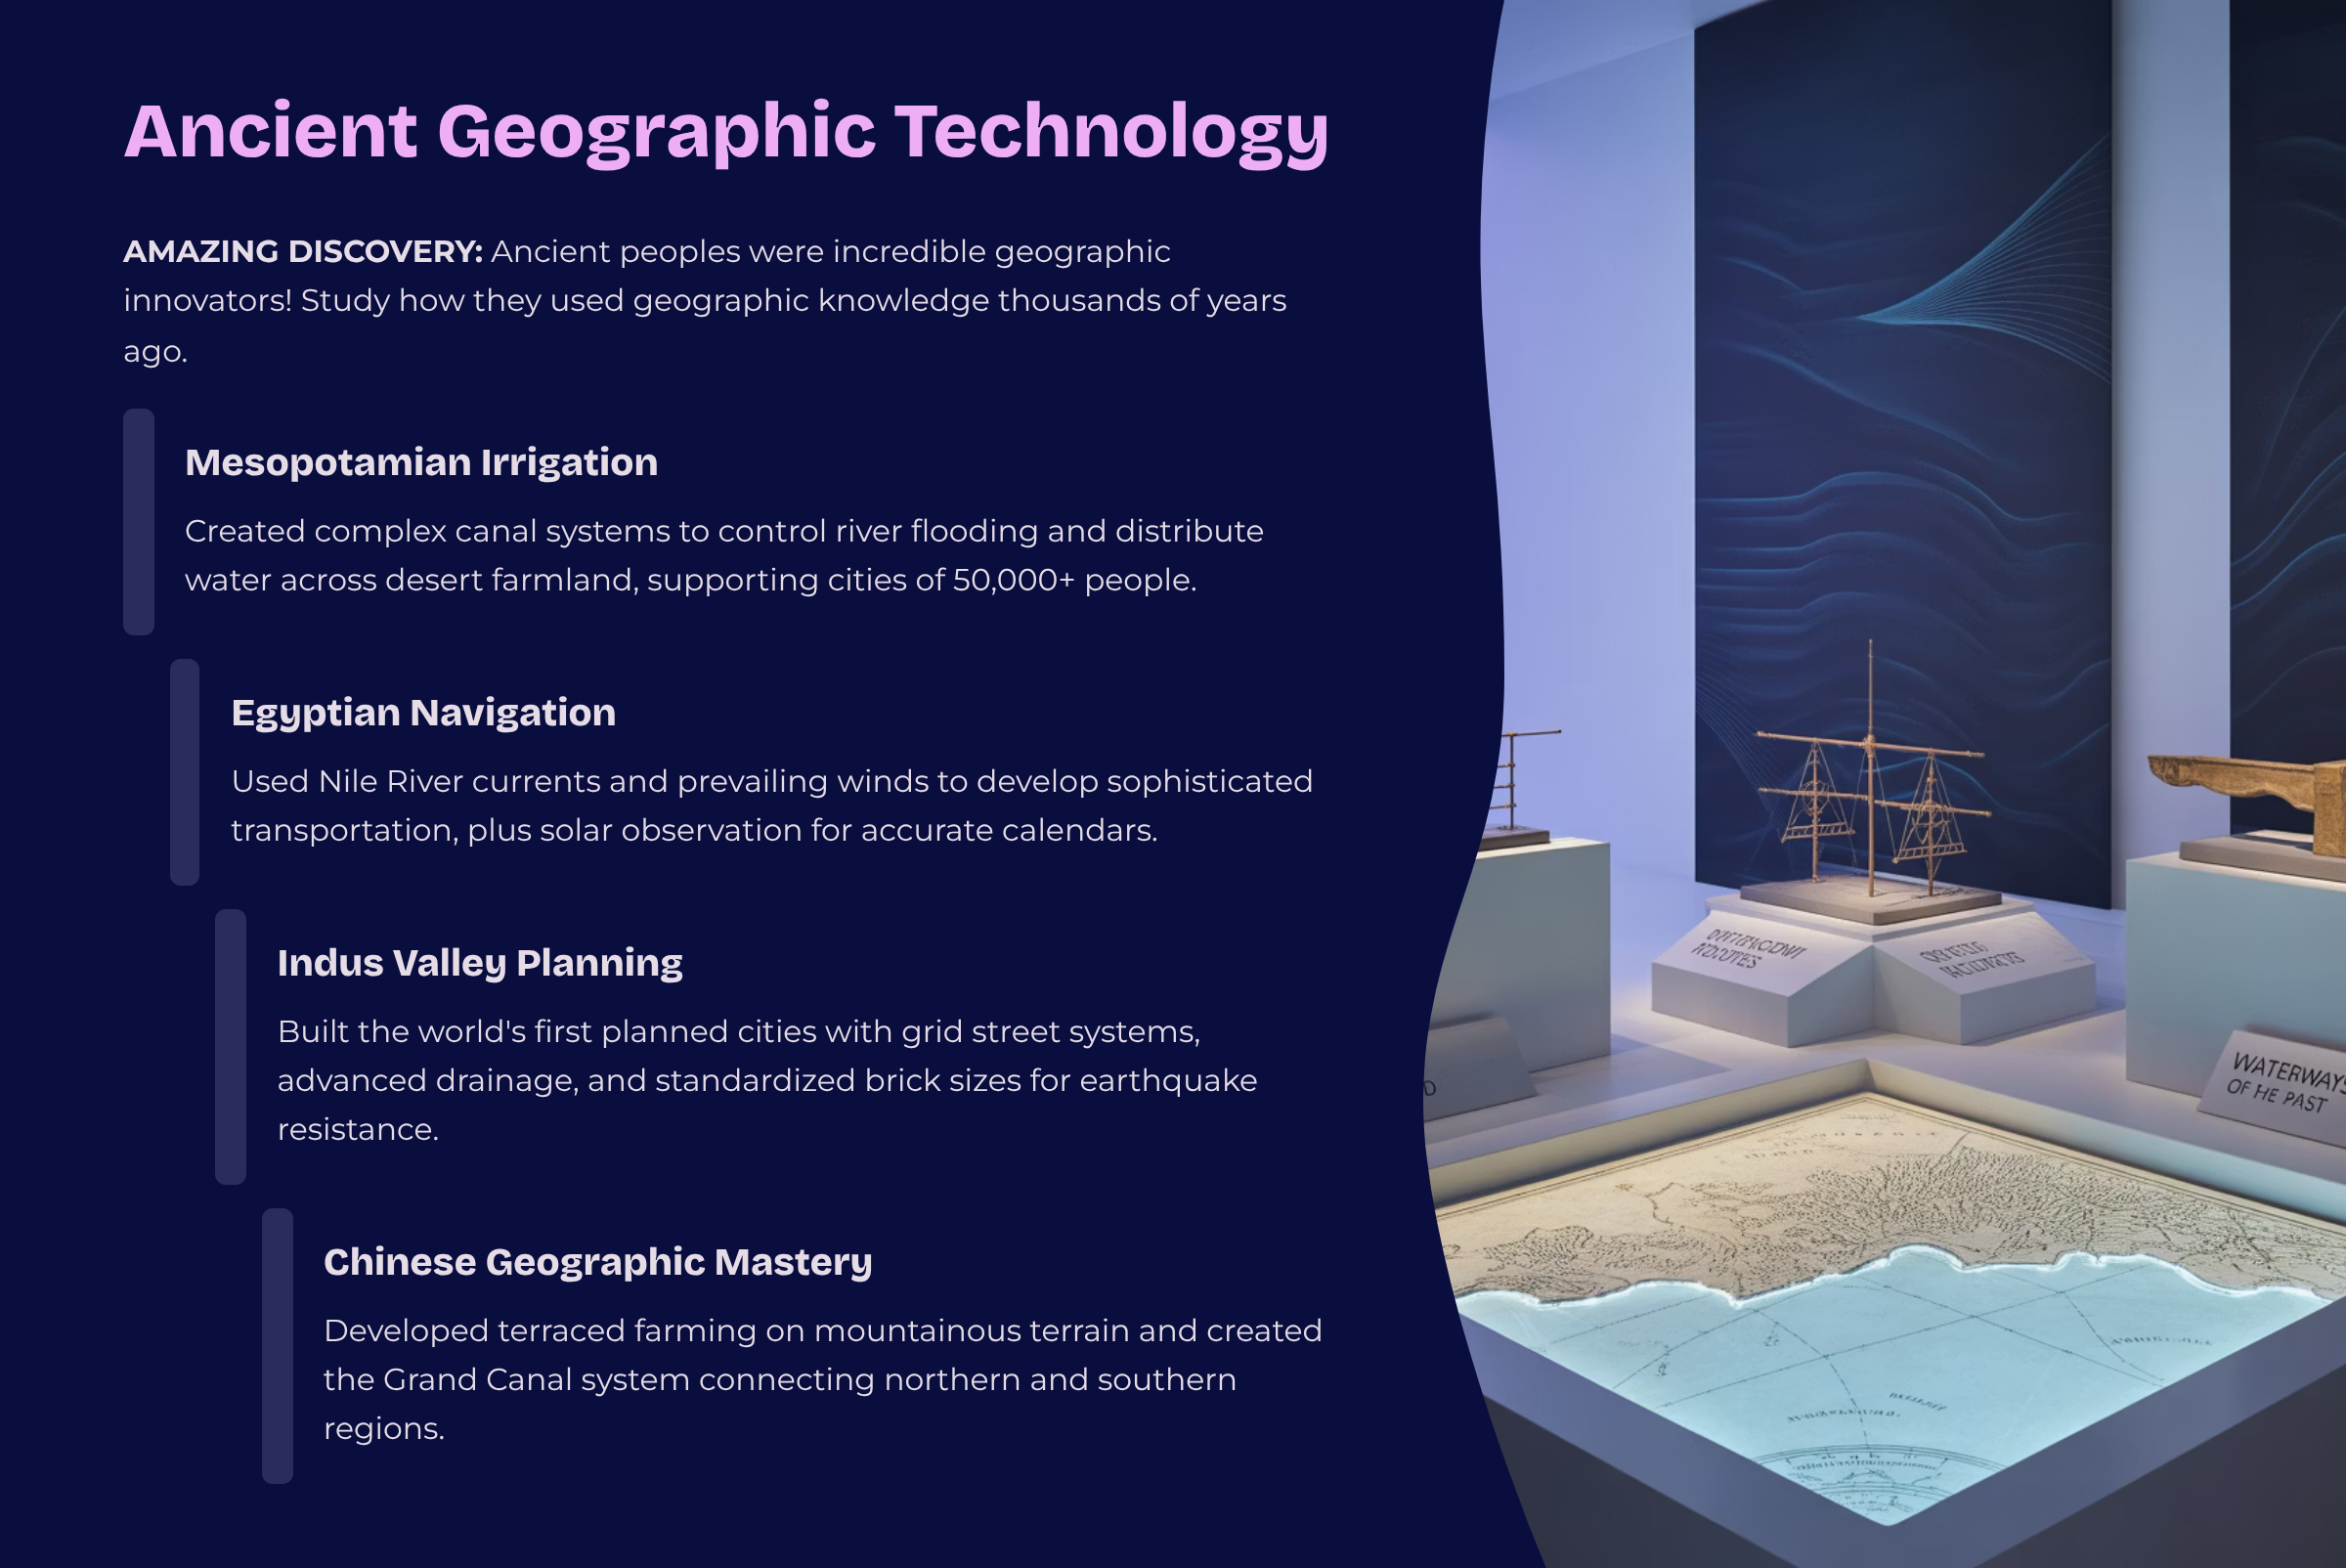 Ancient Geographic Technology
AMAZING DISCOVERY: Ancient peoples were incredible geographic
innovators! Study how they used geographic knowledge thousands of years
ago.
Mesopotamian Irrigation
Created complex canal systems to control river flooding and distribute
water across desert farmland, supporting cities of 50,000+ people.
Egyptian Navigation
Used Nile River currents and prevailing winds to develop sophisticated
transportation, plus solar observation for accurate calendars.
Indus Valley Planning
Built the world's first planned cities with grid street systems,
advanced drainage, and standardized brick sizes for earthquake
resistance.
Chinese Geographic Mastery
Developed terraced farming on mountainous terrain and created
the Grand Canal system connecting northern and southern
regions.
WATERWAYS
OF HE PAST